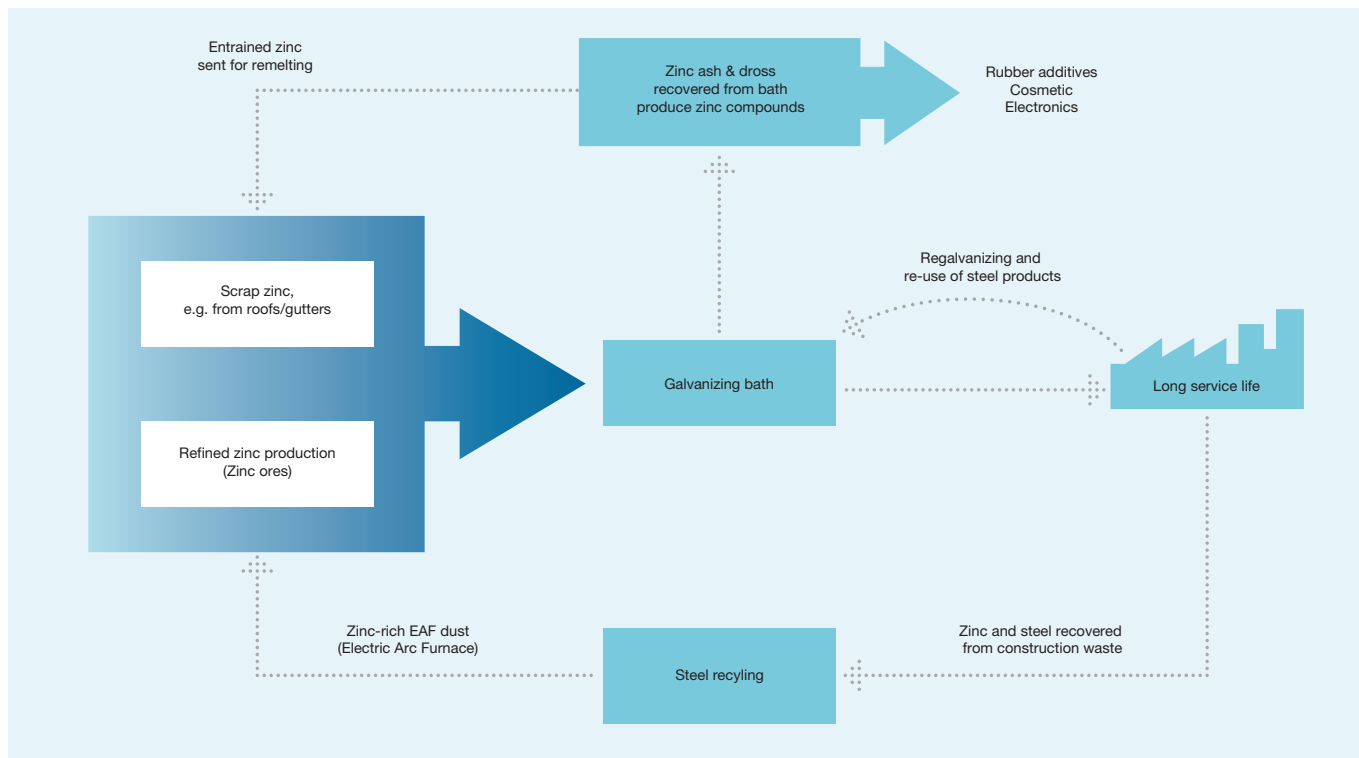 Entrained zinc
sent for remelting
Zinc ash & dross
recovered from bath
produce zinc compounds
Rubber additives
Cosmetic
Electronics
Scrap zinc,
e.g. from roofs/gutters
Regalvanizing and
re-use of steel products
Galvanizing bath
Long service life
Refined zinc production
(Zinc ores)
Zinc-rich EAF dust
(Electric Arc Furnace)
Steel recyling
Zinc and steel recovered
from construction waste